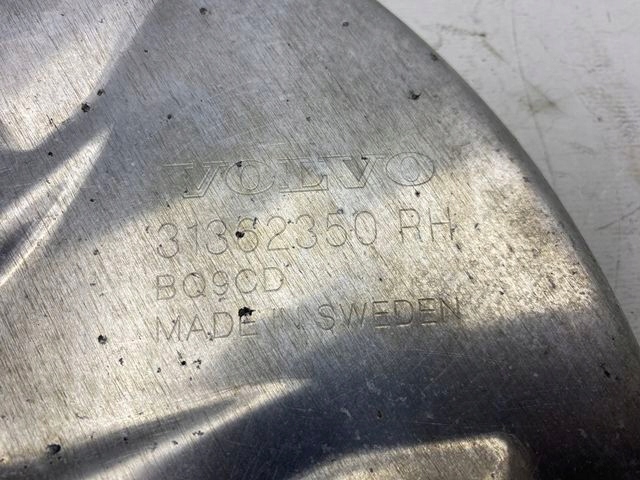 VOLVO
31362350 RH
BQ9CD
MADE IN SWEDEN